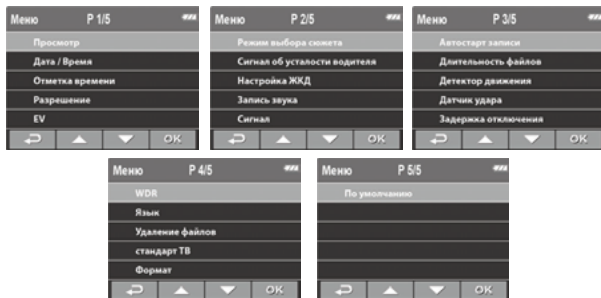 Меню P 1/5
Просмотр
Дата / Время
Отметка времени
Разрешение
EV
OK
Меню P 2/5
Режим выбора сюжета
Сигнал об усталости водителя
Настройка ЖКД
Запись звука
Сигнал
OK
Меню P 3/5
Автостарт записи
Длительность файлов
Детектор движения
Датчик удара
Задержка отключения
OK
Меню P 4/5
WDR
Язык
Удаление файлов
стандарт ТВ
Формат
OK
Меню P 5/5
По умолчанию
OK